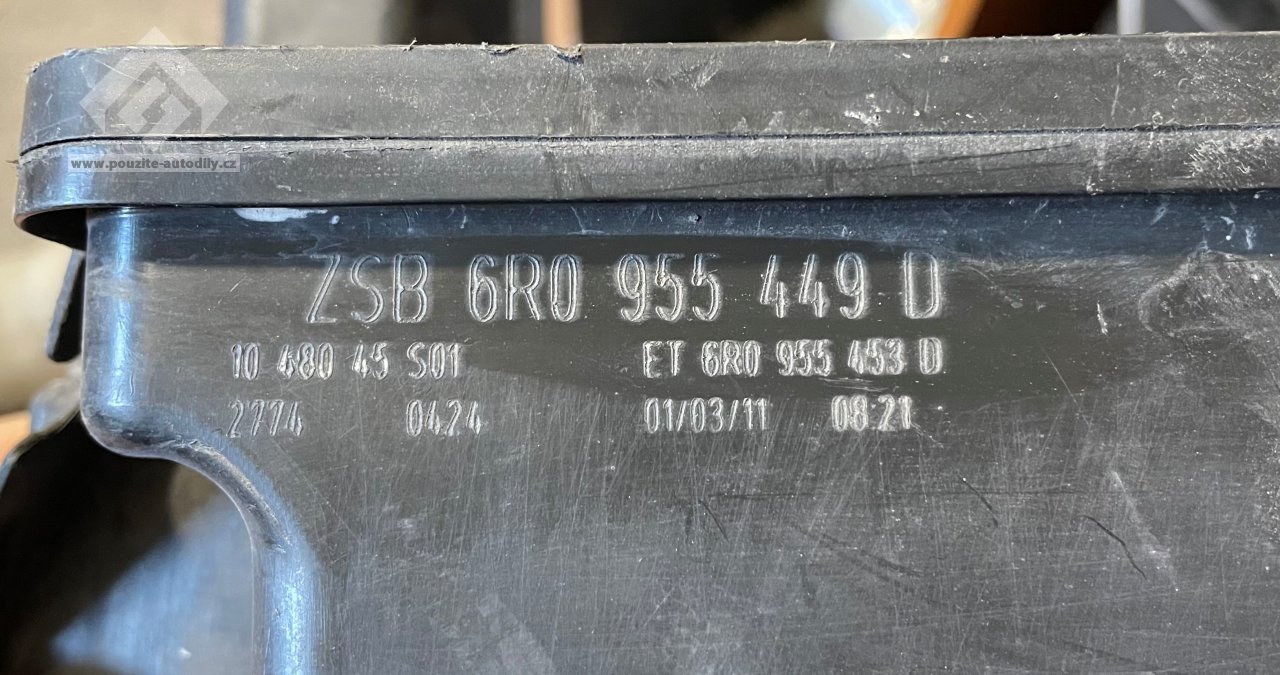 www.pouzite-autodily.cz
ZSB 6R0 955 449 D
10 480 45 S01 ET 6R0 955 453 D
2774 0424 01/03/11 08:21